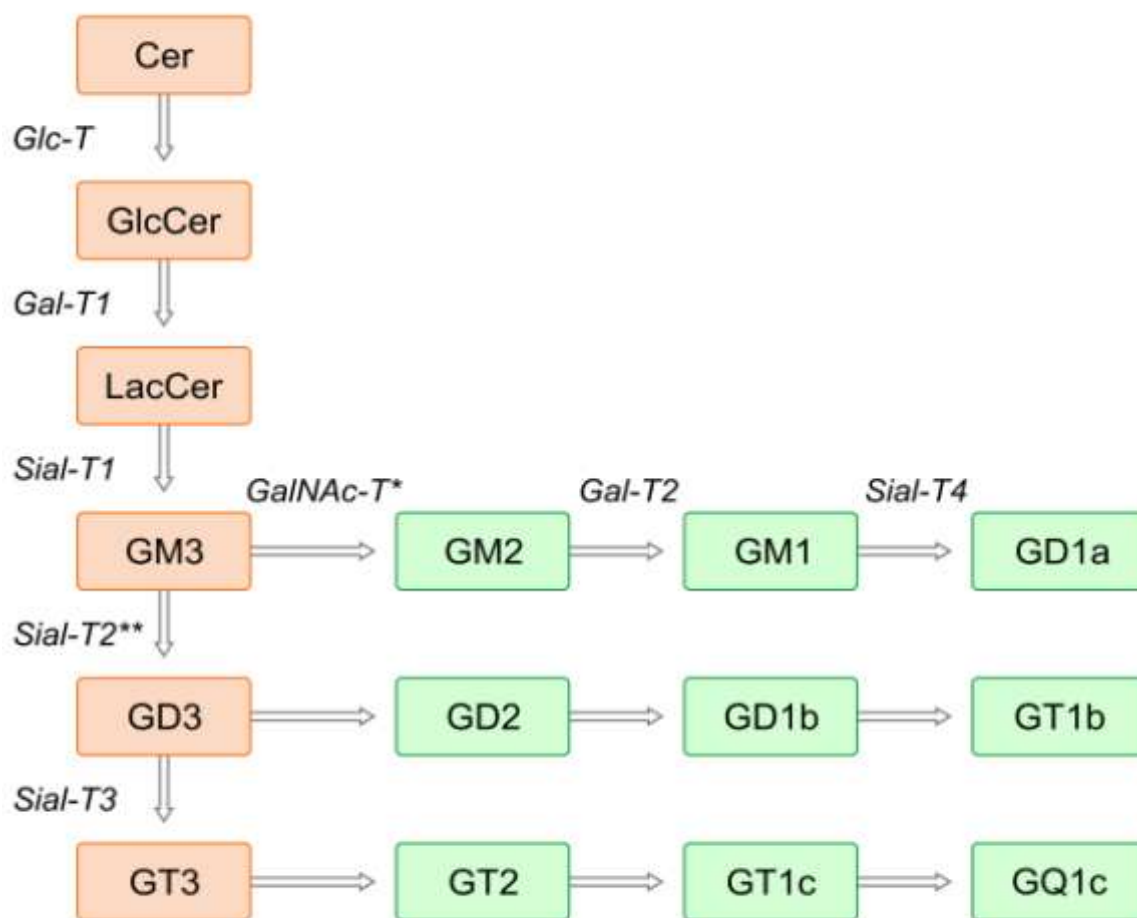 Cer
Glc-T
GlcCer
Gal-T1
LacCer
Sial-T1
GalNAc-T* Gal-T2 Sial-T4
GM3 GM2 GM1 GD1a
Sial-T2**
GD3 GD2 GD1b GT1b
Sial-T3
GT3 GT2 GT1c GQ1c